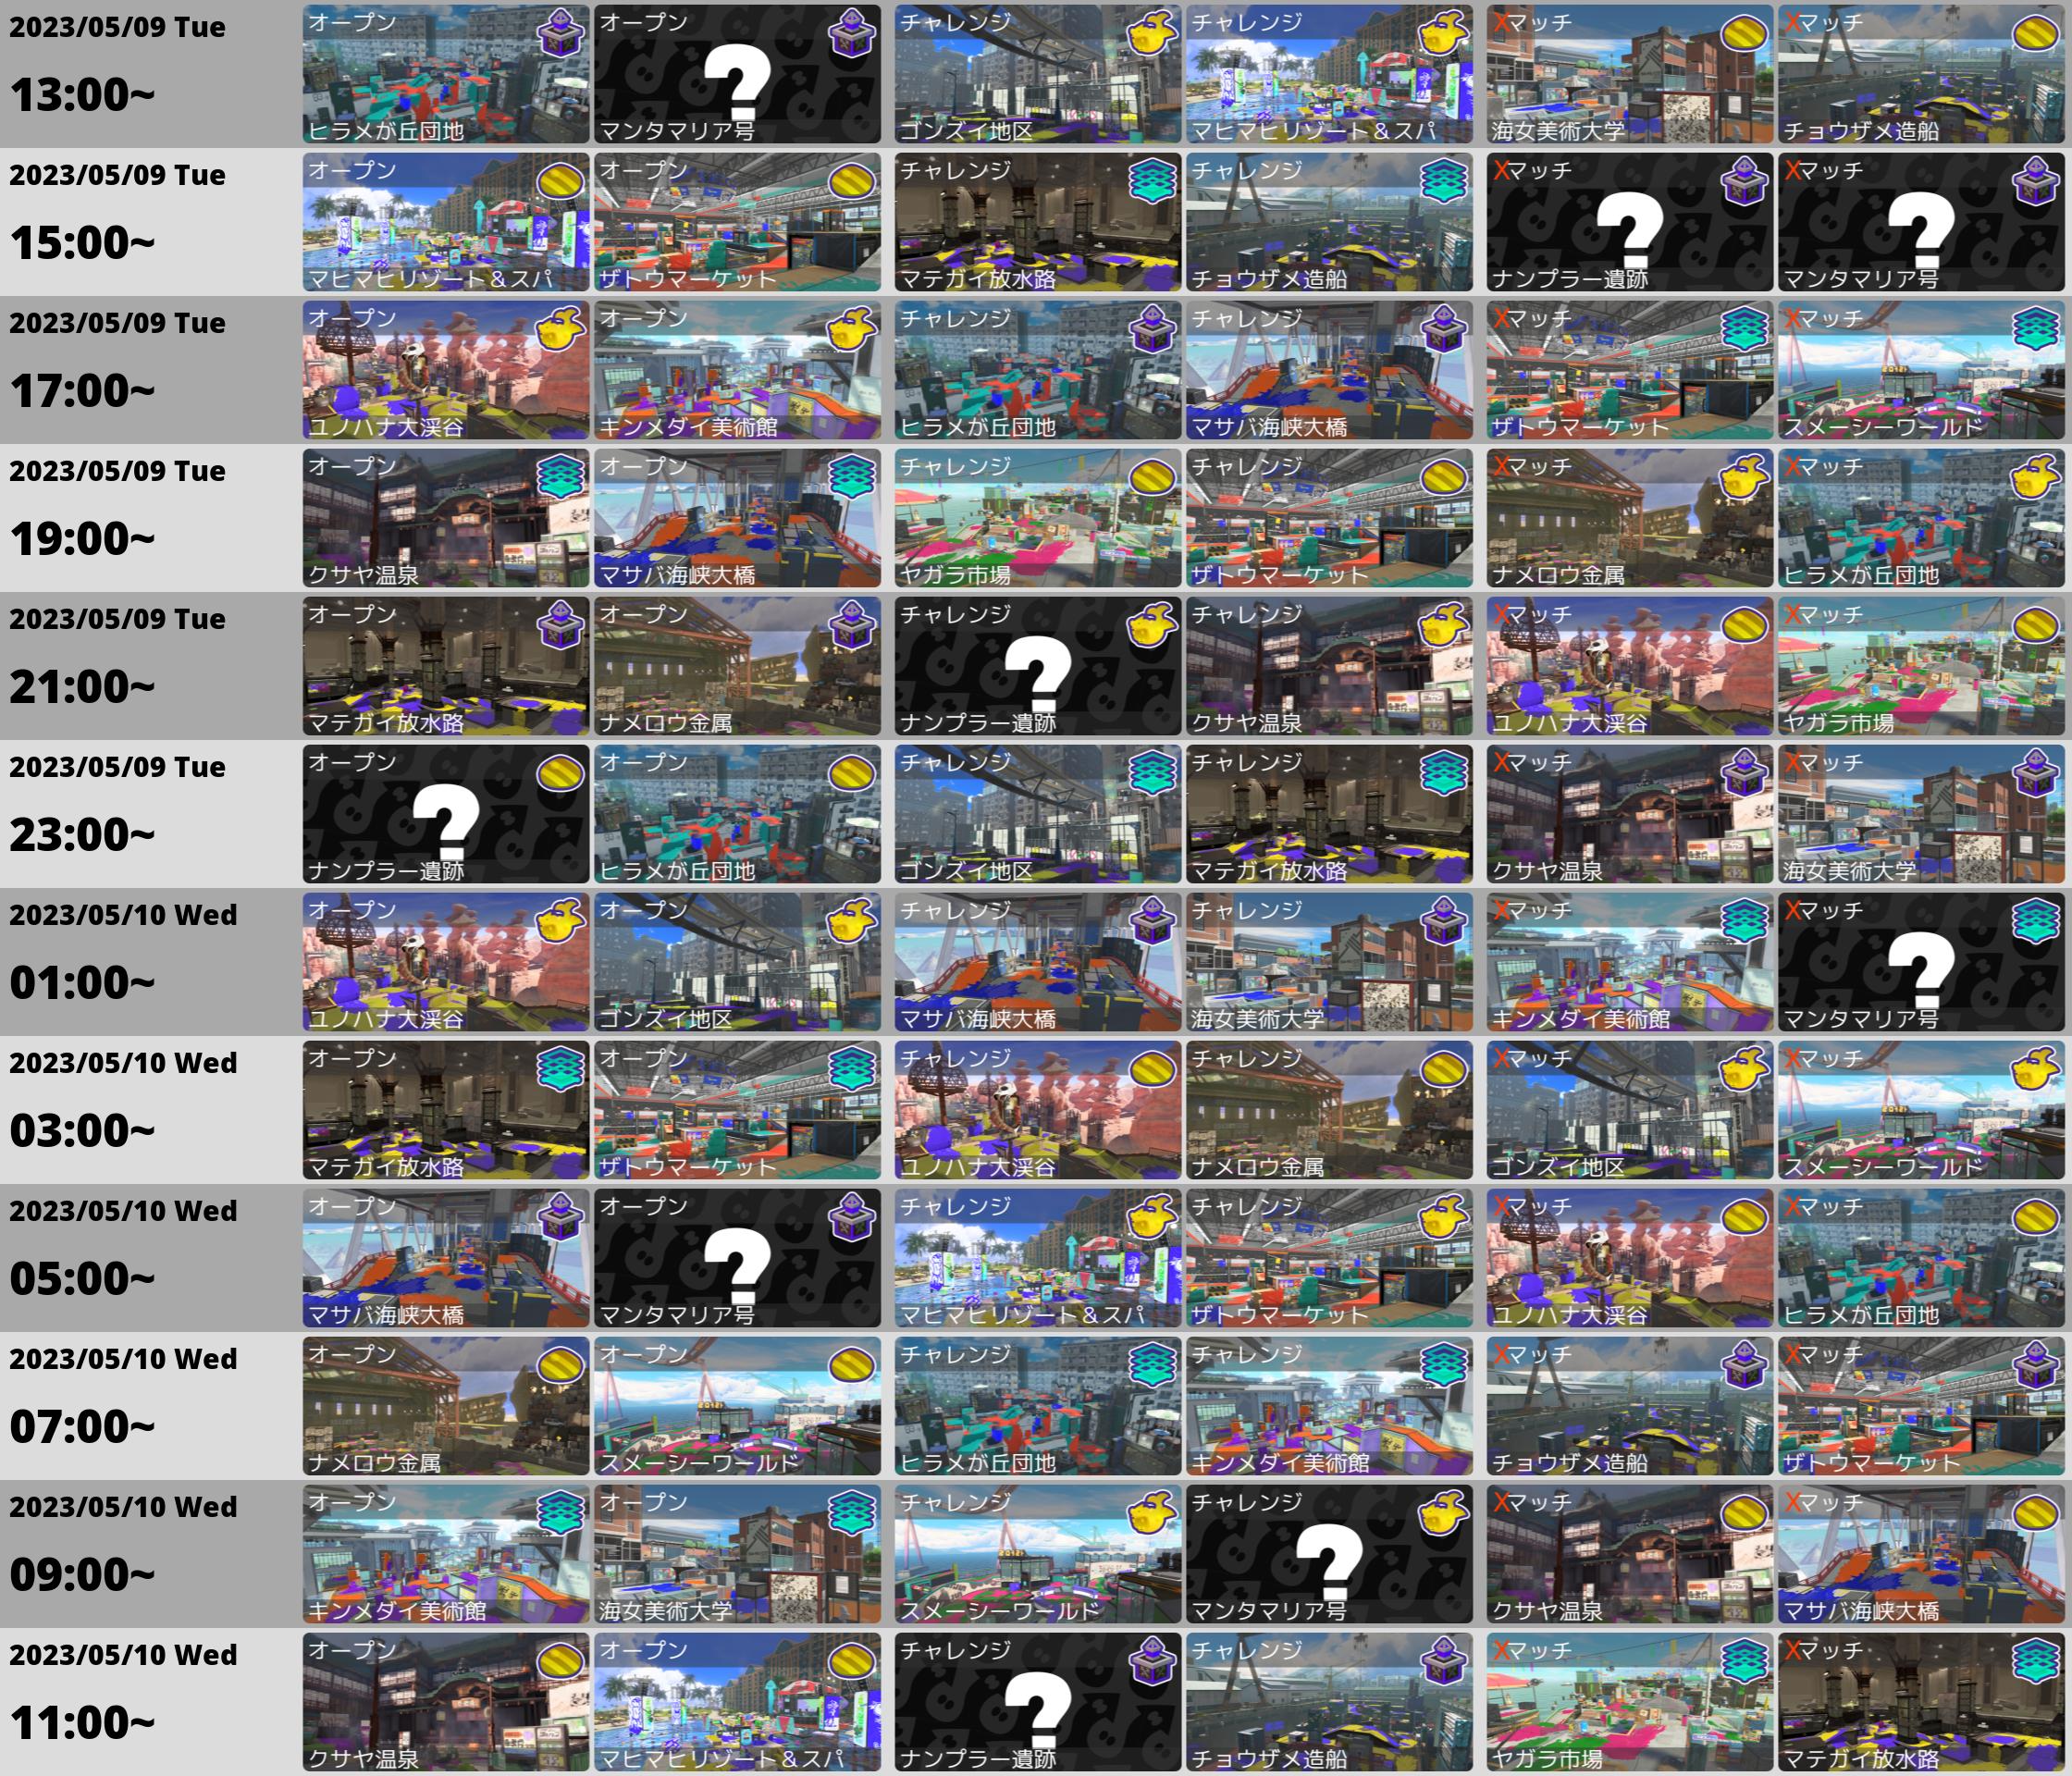 2023/05/09 Tue
13:00~
オープン
ヒラメが丘団地
オープン
マンタマリア号
チャレンジ
ゴンズイ地区
チャレンジ
マヒマヒリゾート＆スパ
Xマッチ
海女美術大学
Xマッチ
チョウザメ造船
2023/05/09 Tue
15:00~
オープン
マヒマヒリゾート＆スパ
オープン
ザトウマーケット
チャレンジ
マテガイ放水路
チャレンジ
チョウザメ造船
Xマッチ
ナンプラー遺跡
Xマッチ
マンタマリア号
2023/05/09 Tue
17:00~
オープン
ユノハナ大渓谷
オープン
キンメダイ美術館
チャレンジ
ヒラメが丘団地
チャレンジ
マサバ海峡大橋
Xマッチ
ザトウマーケット
Xマッチ
スメーシーワールド
2023/05/09 Tue
19:00~
オープン
クサヤ温泉
オープン
マサバ海峡大橋
チャレンジ
ヤガラ市場
チャレンジ
ザトウマーケット
Xマッチ
ナメロウ金属
Xマッチ
ヒラメが丘団地
2023/05/09 Tue
21:00~
オープン
マテガイ放水路
オープン
ナメロウ金属
チャレンジ
ナンプラー遺跡
チャレンジ
クサヤ温泉
Xマッチ
ユノハナ大渓谷
Xマッチ
ヤガラ市場
2023/05/09 Tue
23:00~
オープン
ナンプラー遺跡
オープン
ヒラメが丘団地
チャレンジ
ゴンズイ地区
チャレンジ
マテガイ放水路
Xマッチ
クサヤ温泉
Xマッチ
海女美術大学
2023/05/10 Wed
01:00~
オープン
ユノハナ大渓谷
オープン
ゴンズイ地区
チャレンジ
マサバ海峡大橋
チャレンジ
海女美術大学
Xマッチ
キンメダイ美術館
Xマッチ
マンタマリア号
2023/05/10 Wed
03:00~
オープン
マテガイ放水路
オープン
ザトウマーケット
チャレンジ
ユノハナ大渓谷
チャレンジ
ナメロウ金属
Xマッチ
ゴンズイ地区
Xマッチ
スメーシーワールド
2023/05/10 Wed
05:00~
オープン
マサバ海峡大橋
オープン
マンタマリア号
チャレンジ
マヒマヒリゾート＆スパ
チャレンジ
ザトウマーケット
Xマッチ
ユノハナ大渓谷
Xマッチ
ヒラメが丘団地
2023/05/10 Wed
07:00~
オープン
ナメロウ金属
オープン
スメーシーワールド
チャレンジ
ヒラメが丘団地
チャレンジ
キンメダイ美術館
Xマッチ
チョウザメ造船
Xマッチ
ザトウマーケット
2023/05/10 Wed
09:00~
オープン
キンメダイ美術館
オープン
海女美術大学
チャレンジ
スメーシーワールド
チャレンジ
マンタマリア号
Xマッチ
クサヤ温泉
Xマッチ
マサバ海峡大橋
2023/05/10 Wed
11:00~
オープン
クサヤ温泉
オープン
マヒマヒリゾート＆スパ
チャレンジ
ナンプラー遺跡
チャレンジ
チョウザメ造船
Xマッチ
ヤガラ市場
Xマッチ
マテガイ放水路